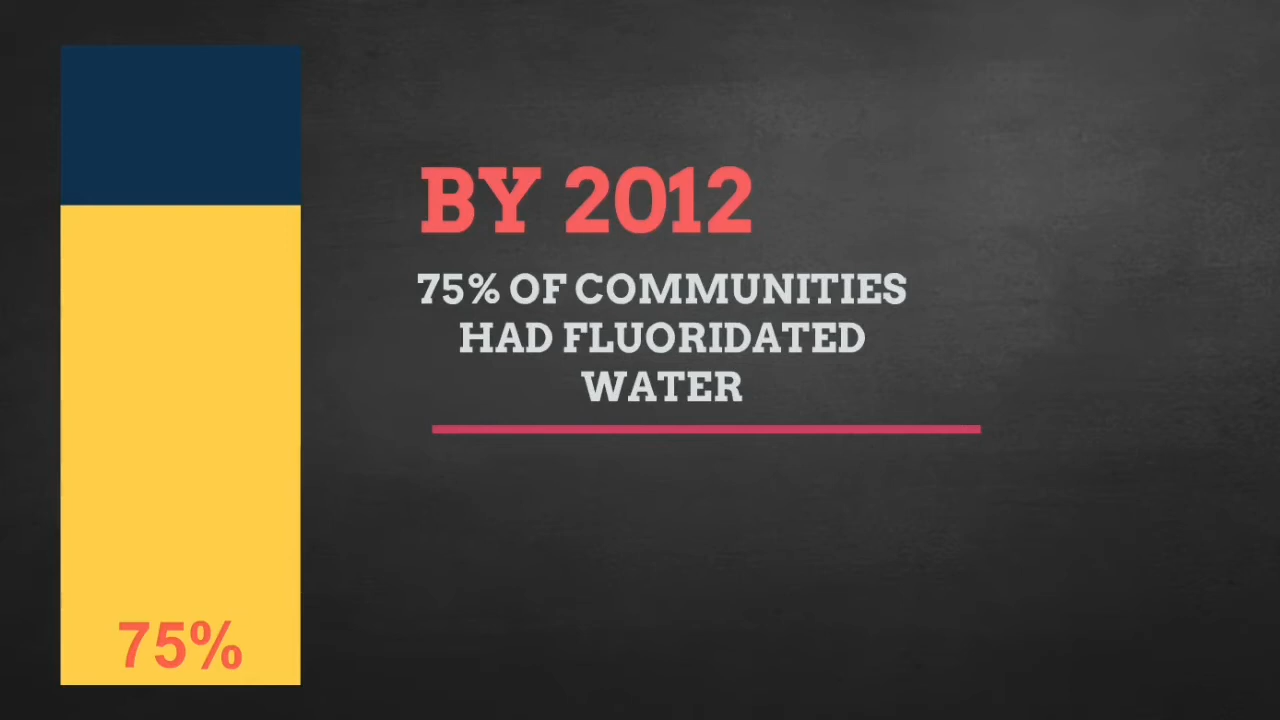 BY 2012
75% OF COMMUNITIES
HAD FLUORIDATED
WATER
75%